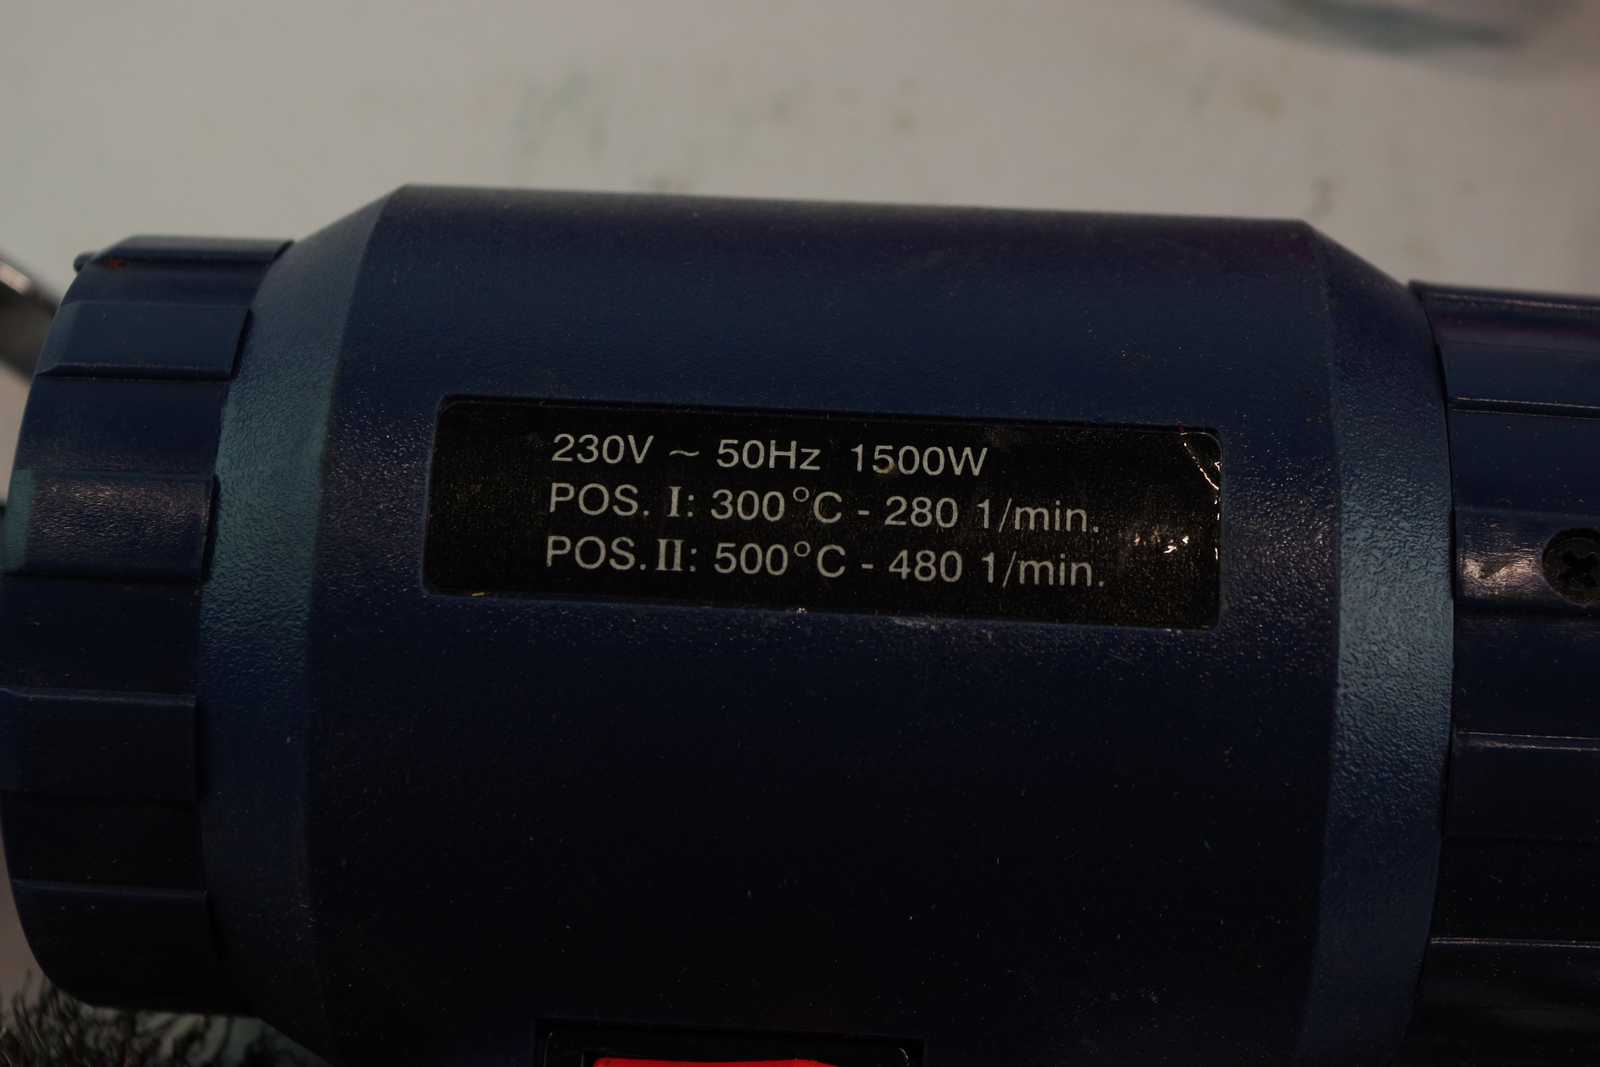 230V ~ 50Hz 1500W
POS. I: 300°C - 280 1/min.
POS. II: 500°C - 480 1/min.